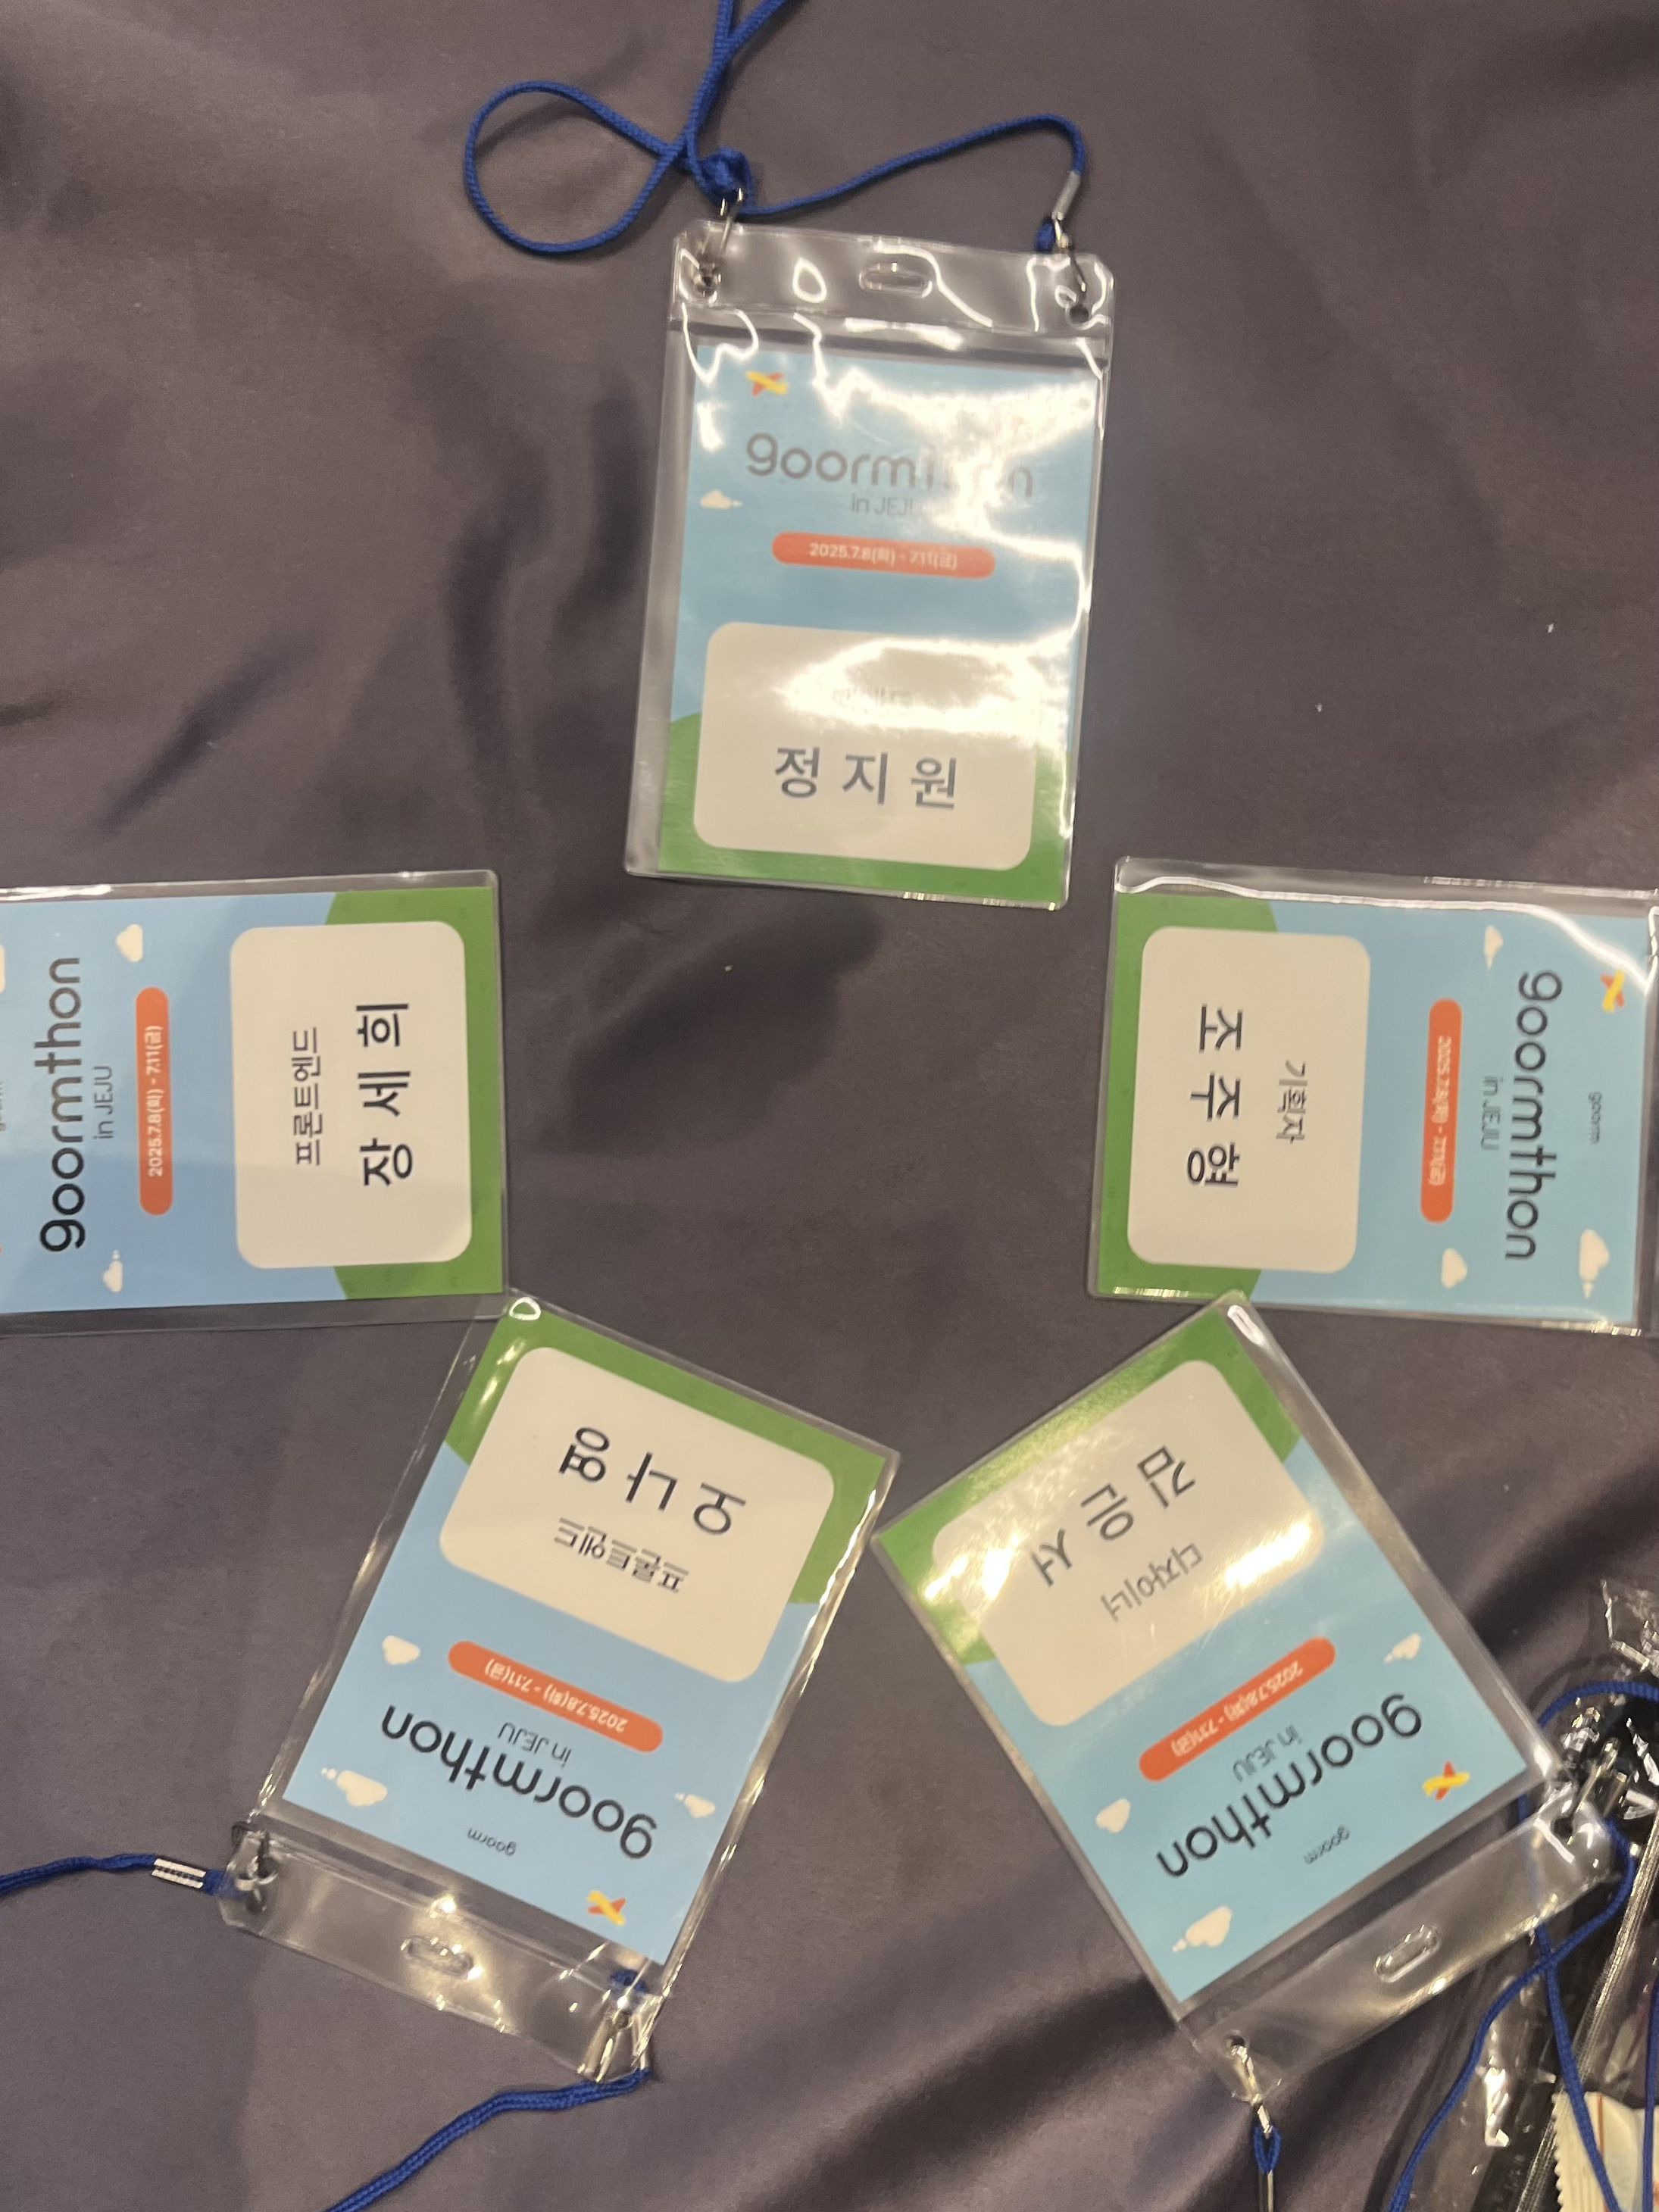 goormthon
in JEJU
2025.7.8(화) - 7.11(금)
정지원
goormthon
in JEJU
2025.7.8(화) - 7.11(금)
프론트엔드
장세희
goorm
goormthon
in JEJU
2025.7.8(화) - 7.11(금)
기획자
조주형
goorm
goormthon
in JEJU
2025.7.8(화) - 7.11(금)
프론트엔드
오나영
goorm
goormthon
in JEJU
2025.7.8(화) - 7.11(금)
디자이너
김은서